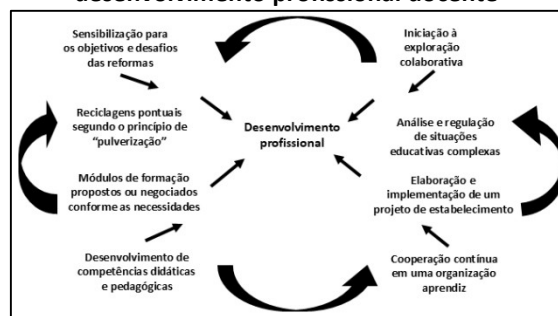 desenvolvimento profissional docente
Sensibilização para
os objetivos e desafios
das reformas
Reciclagens pontuais
segundo o princípio de
“pulverização”
Módulos de formação
propostos ou negociados
conforme as necessidades
Desenvolvimento de
competências didáticas
e pedagógicas
Desenvolvimento
profissional
Iniciação à
exploração
colaborativa
Análise e regulação
de situações
educativas complexas
Elaboração e
implementação de um
projeto de estabelecimento
Cooperação contínua
em uma organização
aprendiz